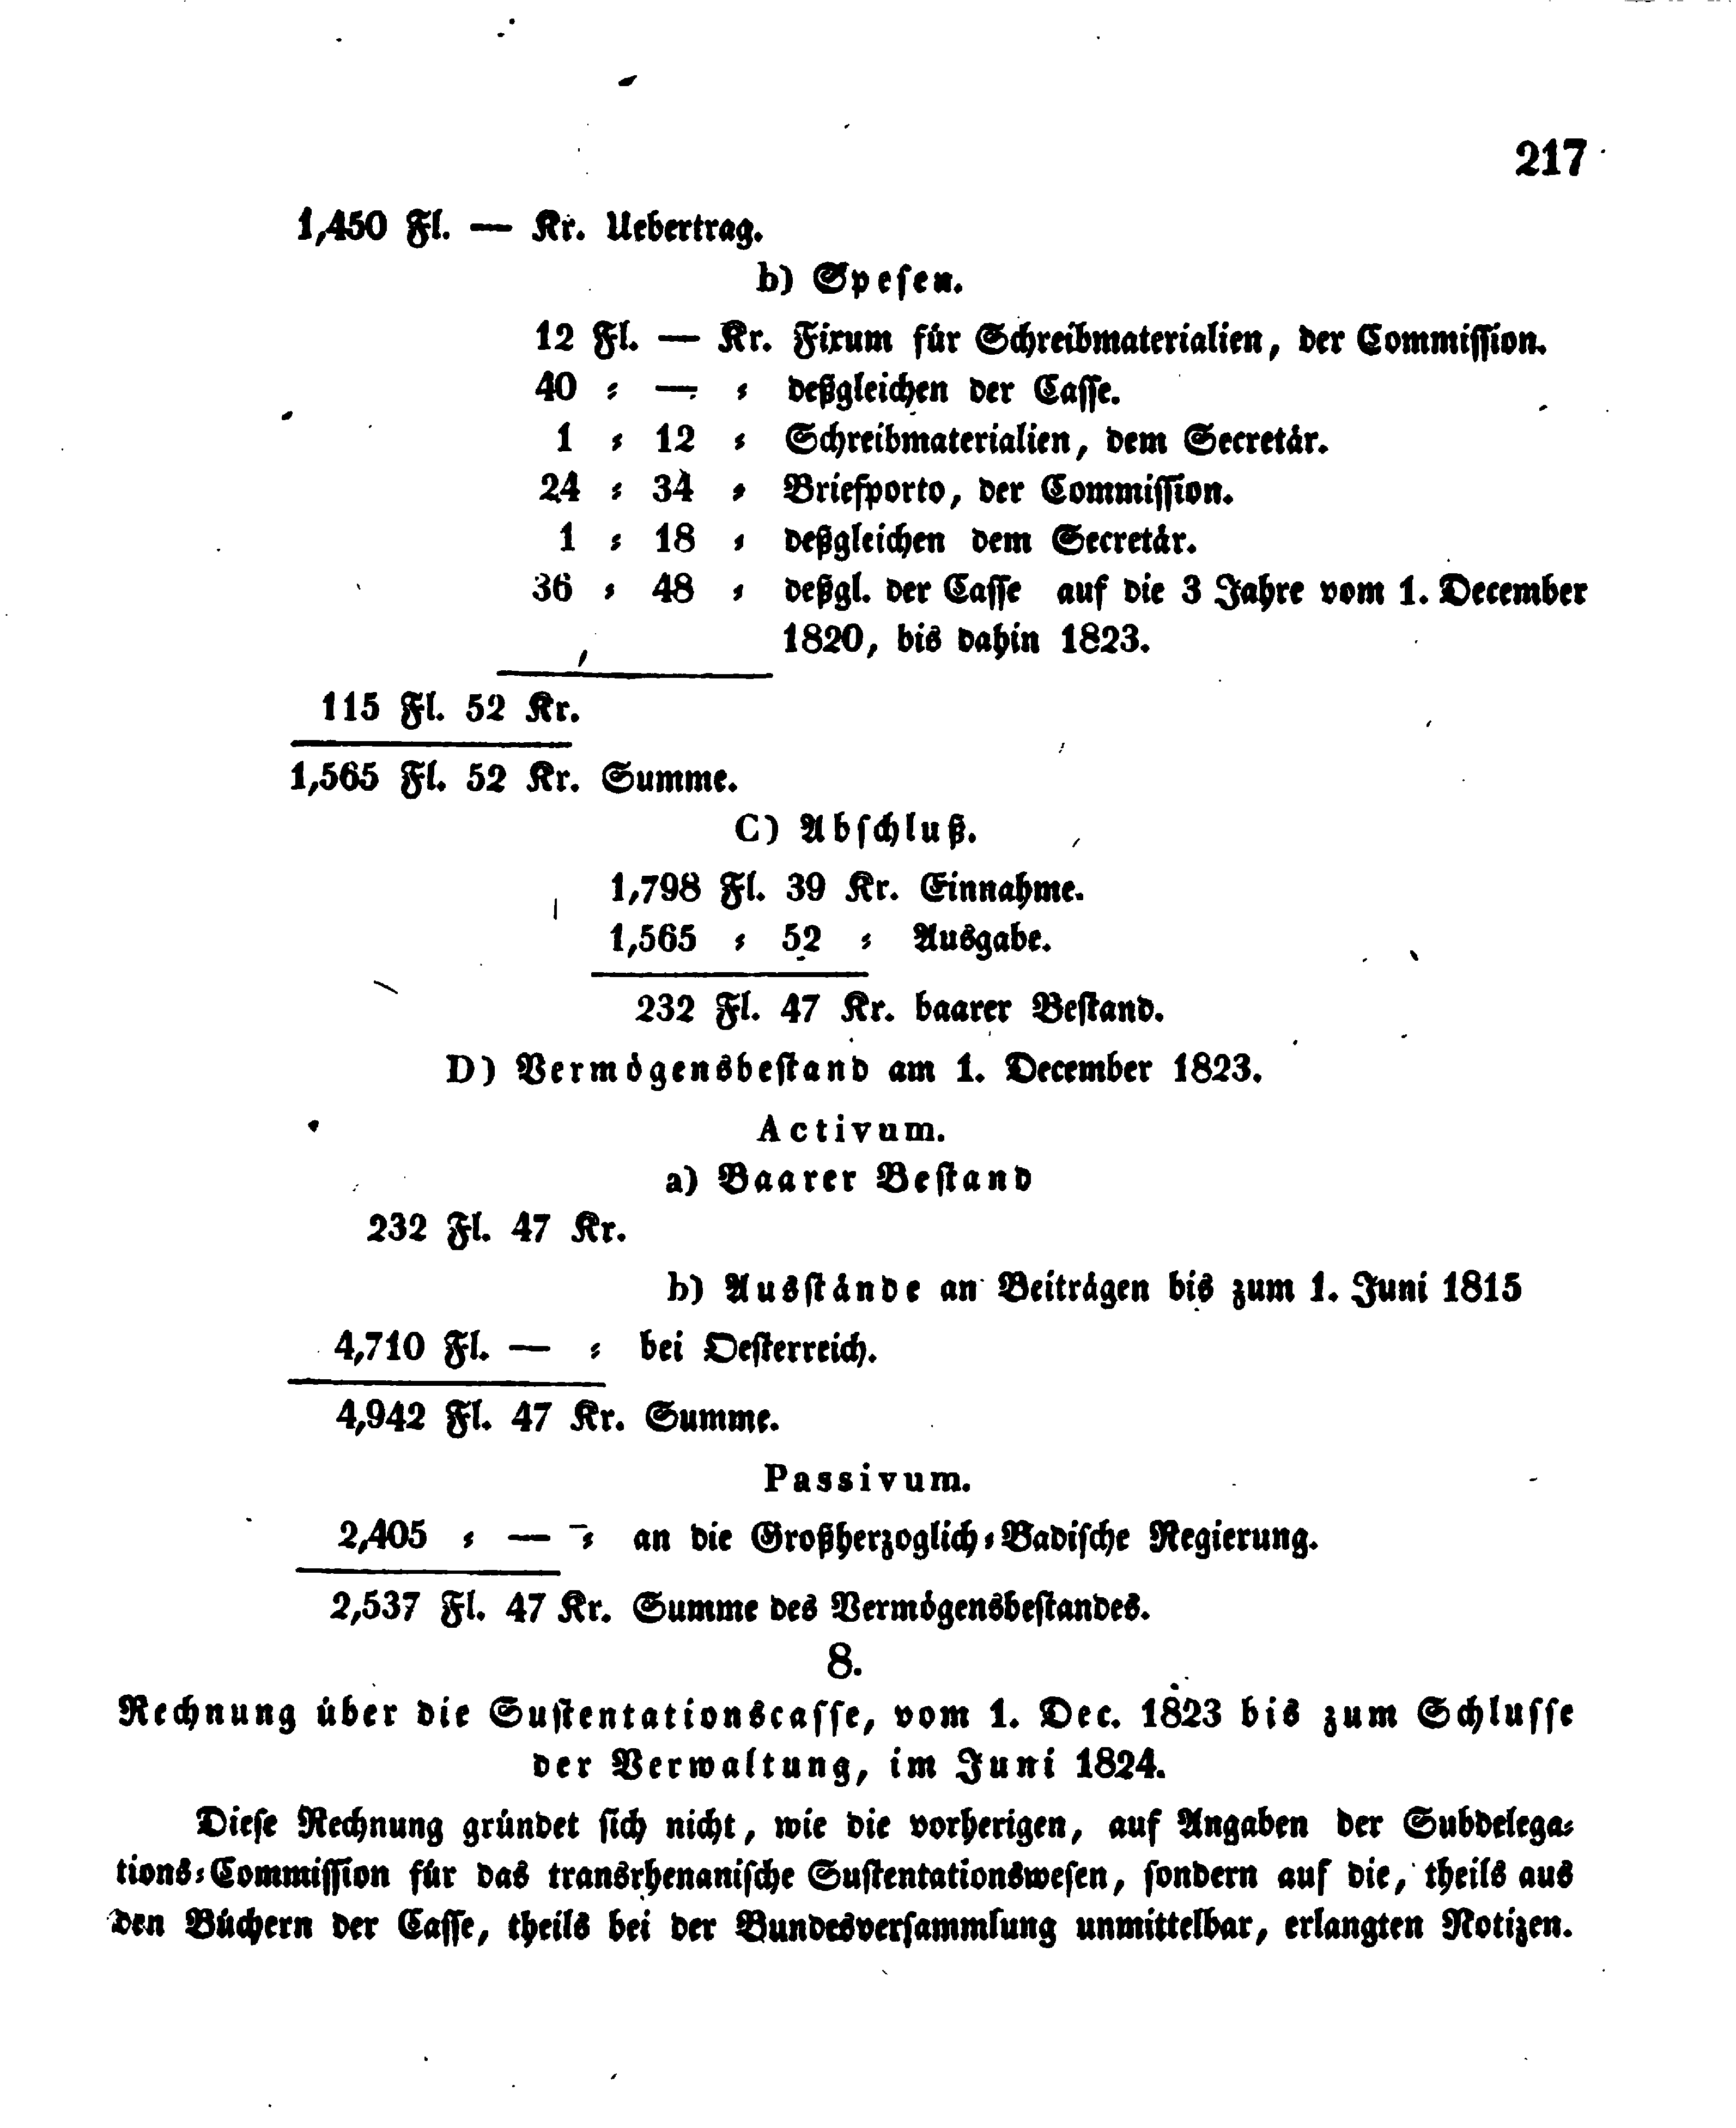 217
1,450 Fl. — Kr. Uebertrag.
b) Spesen.
12 Fl. — Kr. Fixum für Schreibmaterialien, der Commission.
40 : — : deßgleichen der Casse.
1 : 12 : Schreibmaterialien, dem Secretär.
24 : 34 : Briefporto, der Commission.
1 : 18 : deßgleichen dem Secretär.
36 : 48 : deßgl. der Casse auf die 3 Jahre vom 1. December
1820, bis dahin 1823.
115 Fl. 52 Kr.
1,565 Fl. 52 Kr. Summe.
C) Abschluß.
1,798 Fl. 39 Kr. Einnahme.
1,565 : 52 : Ausgabe.
232 Fl. 47 Kr. baarer Bestand.
D) Vermögensbestand am 1. December 1823.
Activum.
a) Baarer Bestand
232 Fl. 47 Kr.
b) Ausstände an Beiträgen bis zum 1. Juni 1815
4,710 Fl. — : bei Oesterreich.
4,942 Fl. 47 Kr. Summe.
Passivum.
2,405 : — : an die Großherzoglich-Badische Regierung.
2,537 Fl. 47 Kr. Summe des Vermögensbestandes.
8.
Rechnung über die Sustentationscasse, vom 1. Dec. 1823 bis zum Schlusse
der Verwaltung, im Juni 1824.
Diese Rechnung gründet sich nicht, wie die vorherigen, auf Angaben der Subdelega-
tions-Commission für das transrhenanische Sustentationswesen, sondern auf die, theils aus
den Büchern der Casse, theils bei der Bundesversammlung unmittelbar, erlangten Notizen.